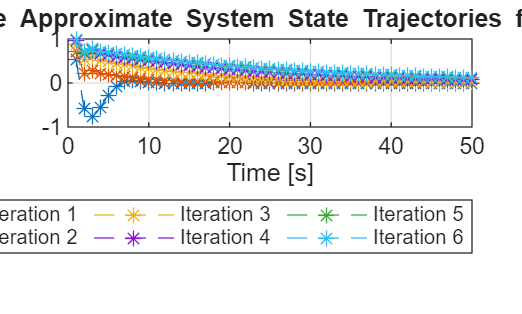 Approximate System State Trajectories
1
0
-1
0 10 20 30 40 50
Time [s]
Iteration 3 Iteration 5
Iteration 4 Iteration 6